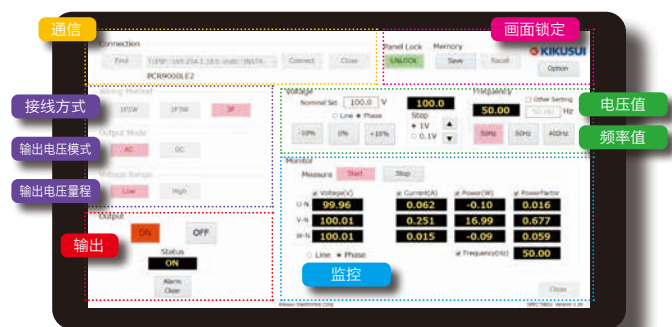 通信
画面锁定
Connection
Panel Lock Memory
KIKUSUI
Find Connect Close
UNLOCK Save Recall
Option
PCR9000LE2
接线方式
Wiring Method
1P2W 1P3W 3P
输出电压模式
Output Mode
AC DC
输出电压量程
Voltage Range
Low High
Voltage
Nominal Set 100.0 V 100.0
Line Phase Step
-10% 0% +10% 1V
0.1V
Frequency
Other Setting
50.00 Hz
50Hz 60Hz 400Hz
电压值
频率值
Monitor
Measure Start Stop
Voltage(V) Current(A) Power(W) PowerFactor
U-N 99.96 0.062 -0.10 0.016
V-N 100.01 0.251 16.99 0.677
W-N 100.01 0.015 -0.09 0.059
Line Phase Frequency(Hz) 50.00
监控
Close
Output
输出
ON OFF
Status
ON
Alarm
Clear
Kikusui Electronics Corp.